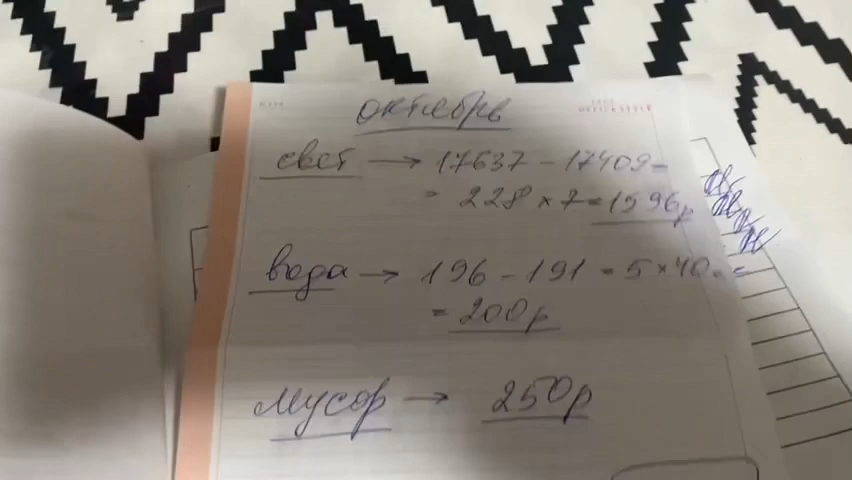 октябрь
свет → 17637 - 17409 =
= 228 × 7 = 1596р
вода → 196 - 191 = 5 × 40 =
= 200р
мусор → 250р